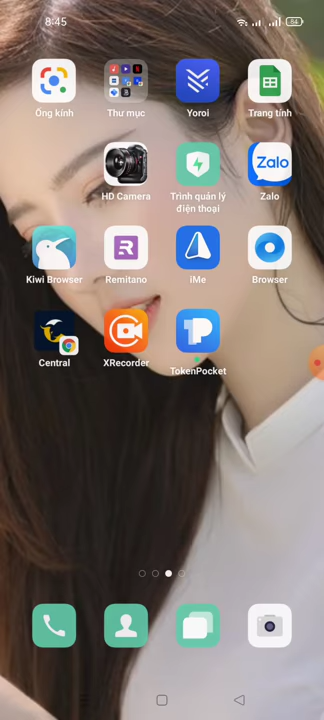 8:45
54
Ống kính
Thư mục
Yoroi
Trang tính
HD Camera
Trình quản lý
điện thoại
Zalo
Zalo
Kiwi Browser
Remitano
iMe
Browser
Central
XRecorder
TokenPocket